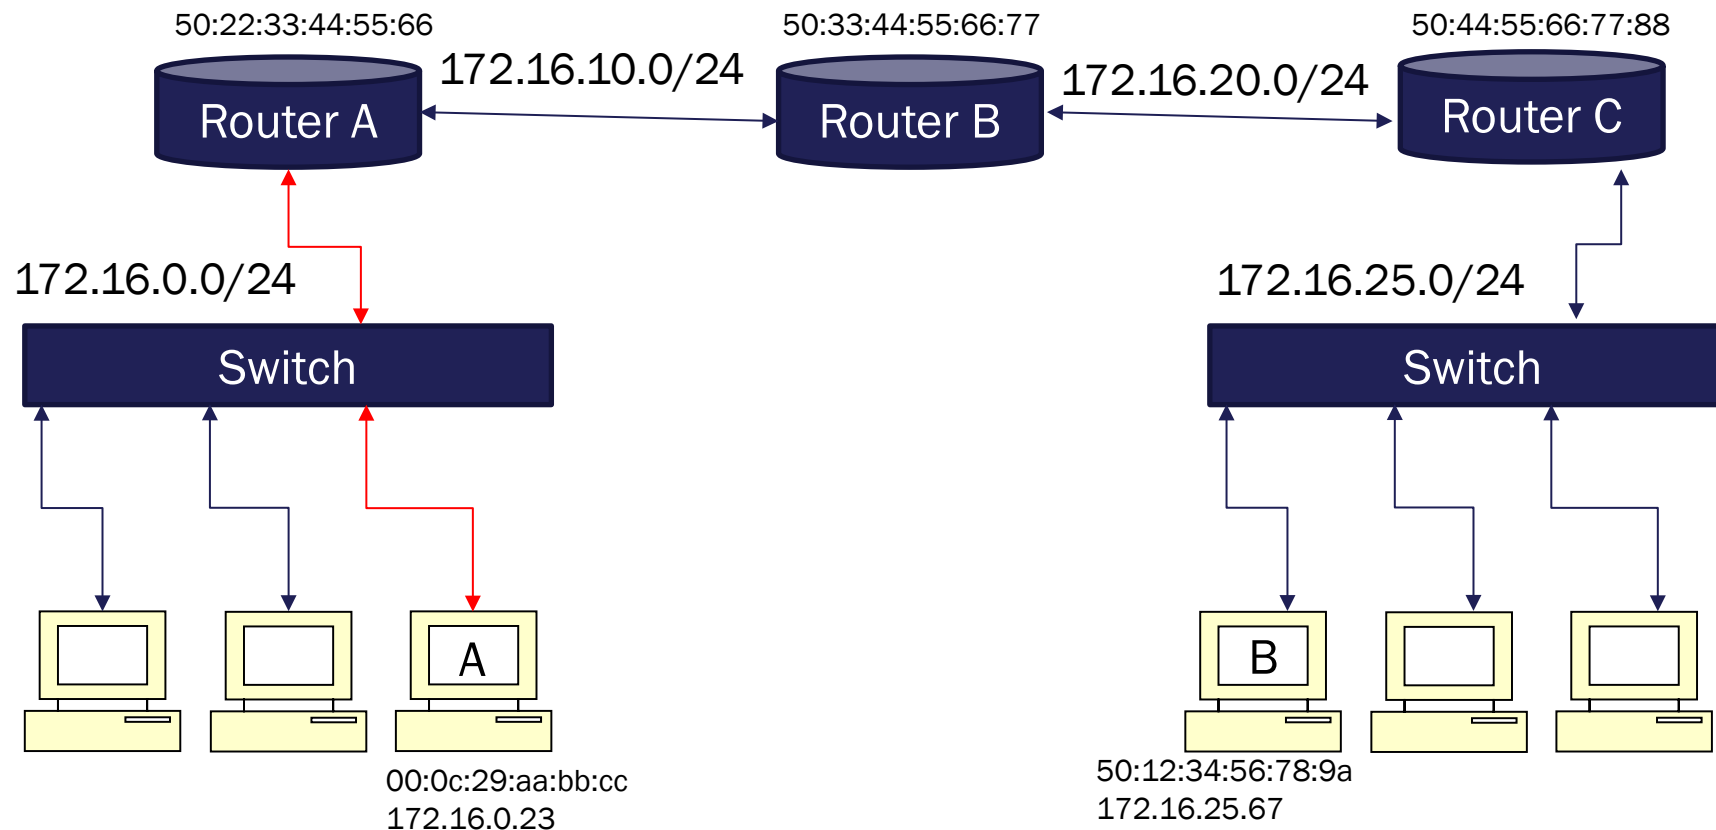 50:22:33:44:55:66
50:33:44:55:66:77
50:44:55:66:77:88
172.16.10.0/24
172.16.20.0/24
Router A
Router B
Router C
172.16.0.0/24
172.16.25.0/24
Switch
Switch
A
B
00:0c:29:aa:bb:cc
172.16.0.23
50:12:34:56:78:9a
172.16.25.67